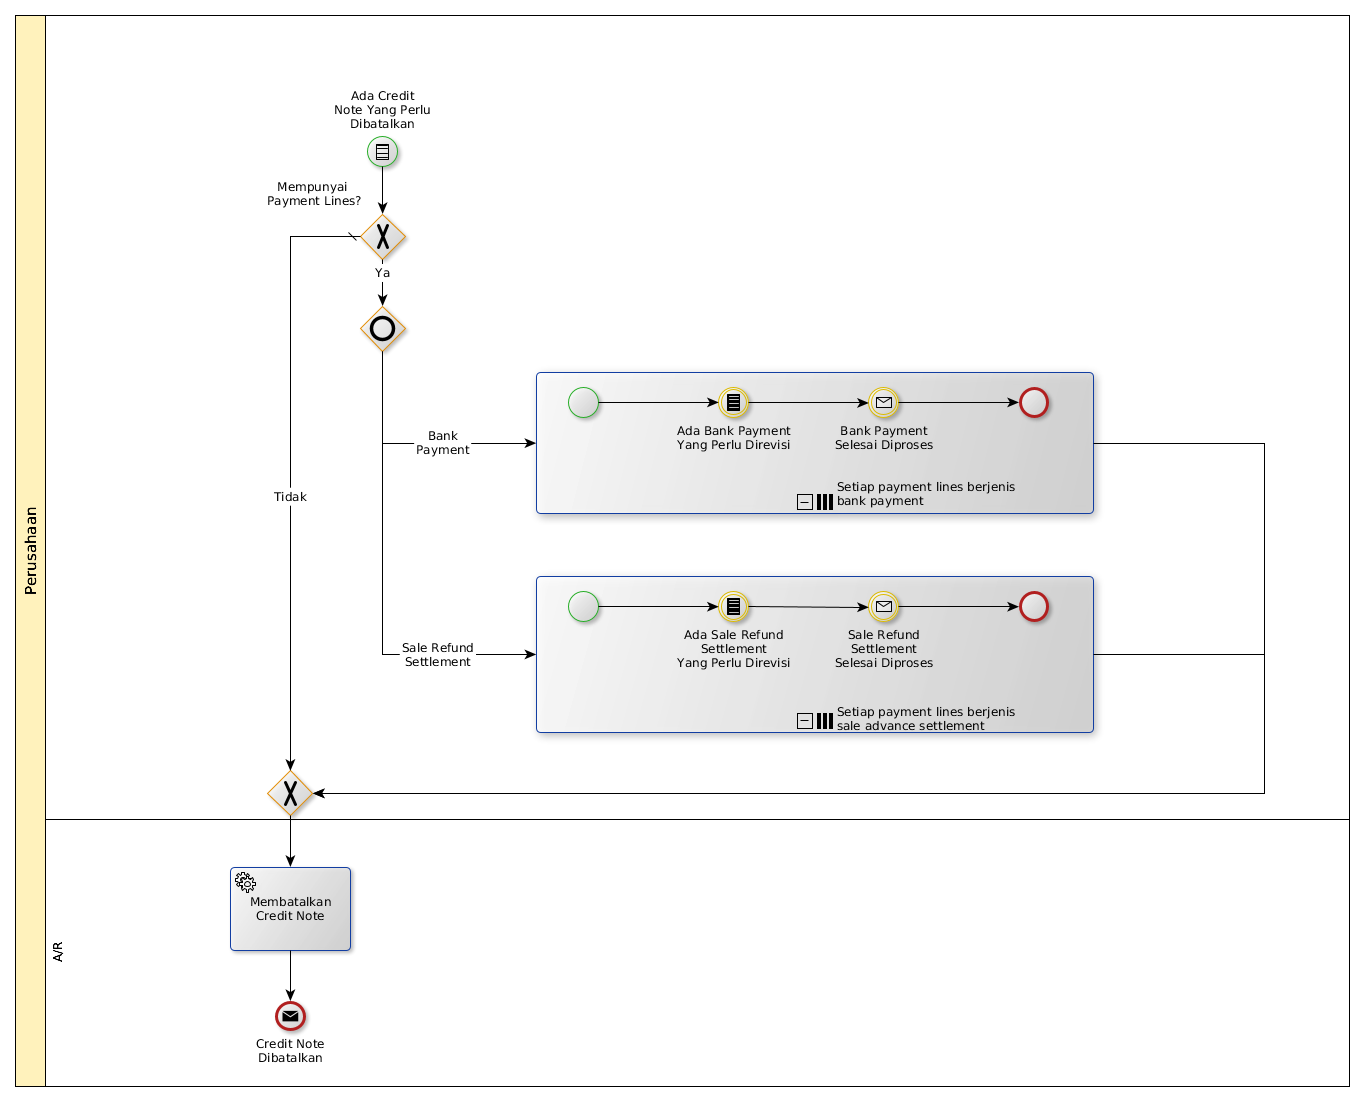 Perusahaan
Ada Credit
Note Yang Perlu
Dibatalkan
Mempunyai
Payment Lines?
Ya
Tidak
Bank
Payment
Ada Bank Payment
Yang Perlu Direvisi
Bank Payment
Selesai Diproses
Setiap payment lines berjenis
bank payment
Sale Refund
Settlement
Ada Sale Refund
Settlement
Yang Perlu Direvisi
Sale Refund
Settlement
Selesai Diproses
Setiap payment lines berjenis
sale advance settlement
A/R
Membatalkan
Credit Note
Credit Note
Dibatalkan